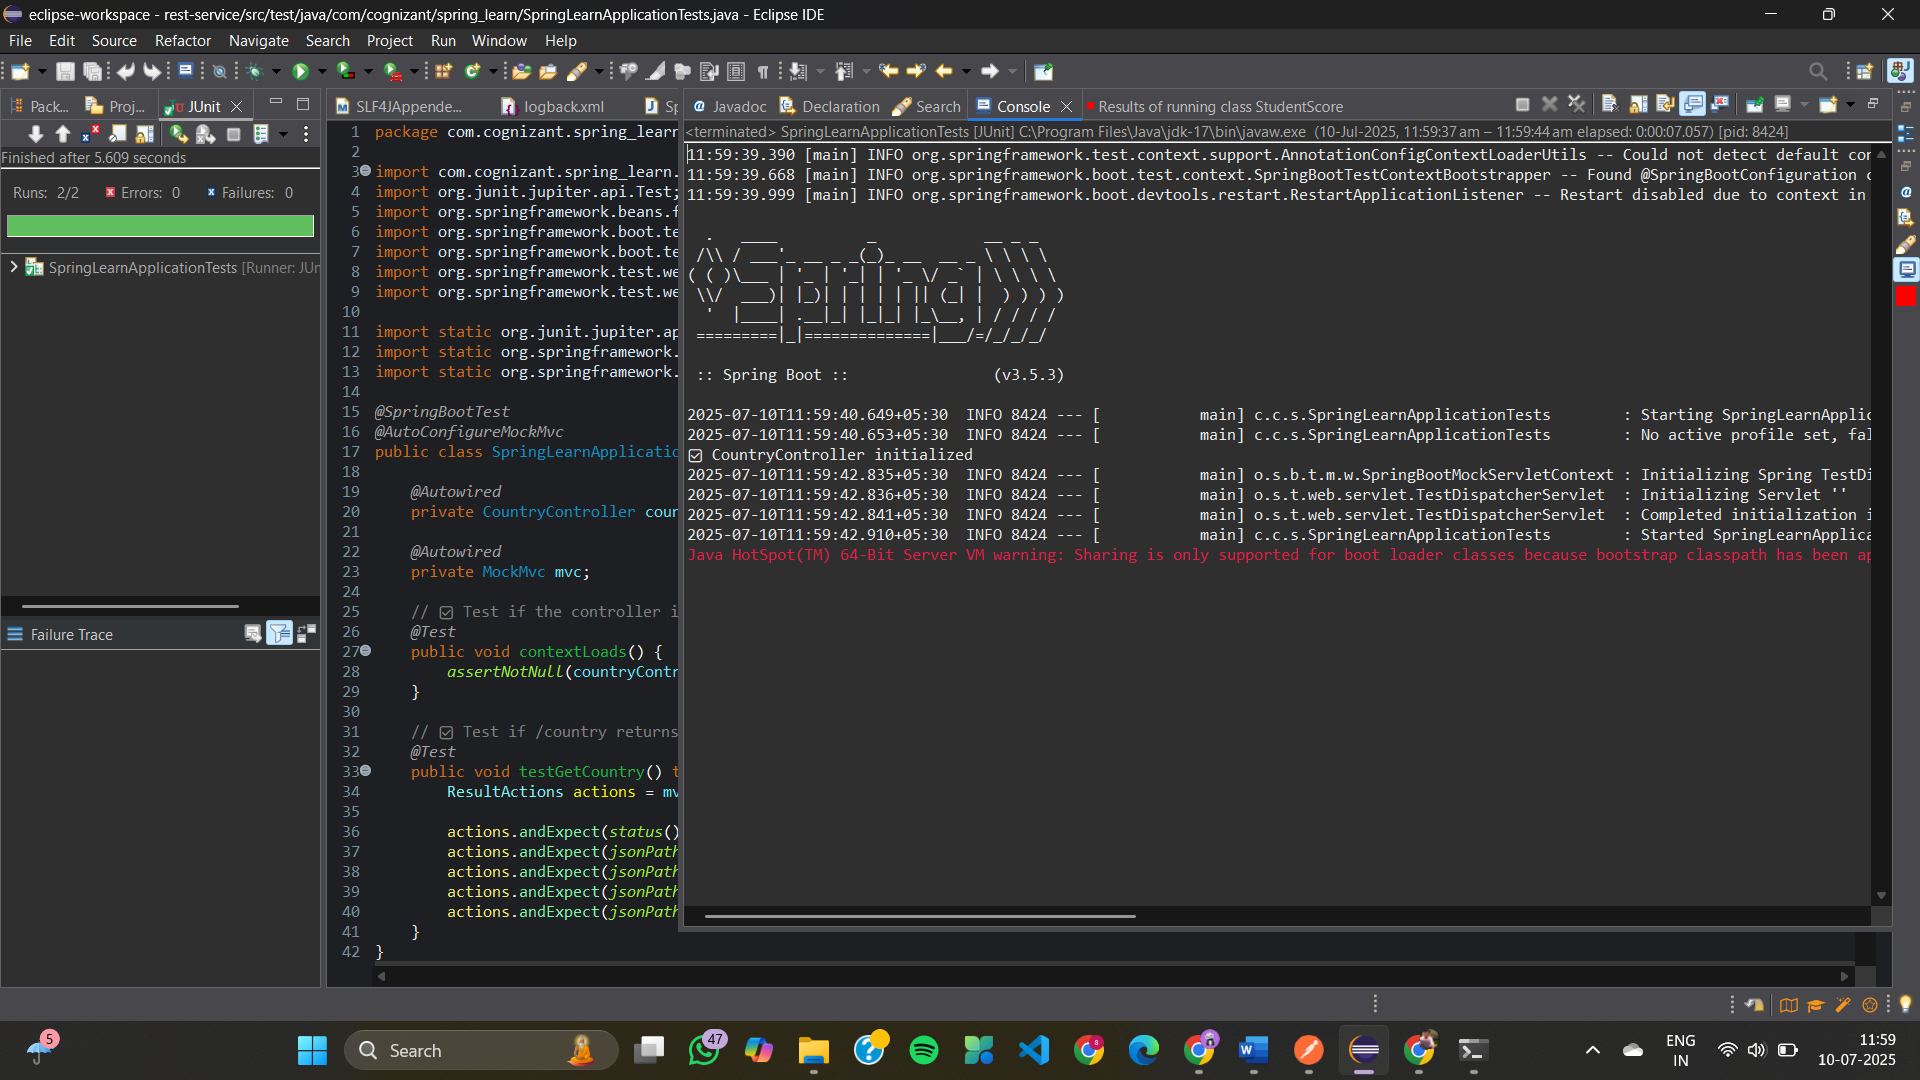 eclipse-workspace - rest-service/src/test/java/com/cognizant/spring_learn/SpringLearnApplicationTests.java - Eclipse IDE
File Edit Source Refactor Navigate Search Project Run Window Help
Pack... Proj... JUnit
Finished after 5.609 seconds
Runs: 2/2 Errors: 0 Failures: 0
SpringLearnApplicationTests [Runner: JUn
Failure Trace
SLF4JAppende... logback.xml Sp
1 package com.cognizant.spring_learn
2
3 import com.cognizant.spring_learn.
4 import org.junit.jupiter.api.Test;
5 import org.springframework.beans.f
6 import org.springframework.boot.te
7 import org.springframework.boot.te
8 import org.springframework.test.we
9 import org.springframework.test.we
10
11 import static org.junit.jupiter.ap
12 import static org.springframework.
13 import static org.springframework.
14
15 @SpringBootTest
16 @AutoConfigureMockMvc
17 public class SpringLearnApplicatio
18
19 @Autowired
20 private CountryController coun
21
22 @Autowired
23 private MockMvc mvc;
24
25 // ☑ Test if the controller i
26 @Test
27 public void contextLoads() {
28 assertNotNull(countryContr
29 }
30
31 // ☑ Test if /country returns
32 @Test
33 public void testGetCountry() t
34 ResultActions actions = mv
35
36 actions.andExpect(status()
37 actions.andExpect(jsonPath
38 actions.andExpect(jsonPath
39 actions.andExpect(jsonPath
40 actions.andExpect(jsonPath
41 }
42 }
Javadoc Declaration Search Console Results of running class StudentScore
<terminated> SpringLearnApplicationTests [JUnit] C:\Program Files\Java\jdk-17\bin\javaw.exe (10-Jul-2025, 11:59:37 am – 11:59:44 am elapsed: 0:00:07.057) [pid: 8424]
11:59:39.390 [main] INFO org.springframework.test.context.support.AnnotationConfigContextLoaderUtils -- Could not detect default con
11:59:39.668 [main] INFO org.springframework.boot.test.context.SpringBootTestContextBootstrapper -- Found @SpringBootConfiguration c
11:59:39.999 [main] INFO org.springframework.boot.devtools.restart.RestartApplicationListener -- Restart disabled due to context in
Spring
:: Spring Boot :: (v3.5.3)
2025-07-10T11:59:40.649+05:30 INFO 8424 --- [ main] c.c.s.SpringLearnApplicationTests : Starting SpringLearnApplic
2025-07-10T11:59:40.653+05:30 INFO 8424 --- [ main] c.c.s.SpringLearnApplicationTests : No active profile set, fal
☑ CountryController initialized
2025-07-10T11:59:42.835+05:30 INFO 8424 --- [ main] o.s.b.t.m.w.SpringBootMockServletContext : Initializing Spring TestDi
2025-07-10T11:59:42.836+05:30 INFO 8424 --- [ main] o.s.t.web.servlet.TestDispatcherServlet : Initializing Servlet ''
2025-07-10T11:59:42.841+05:30 INFO 8424 --- [ main] o.s.t.web.servlet.TestDispatcherServlet : Completed initialization i
2025-07-10T11:59:42.910+05:30 INFO 8424 --- [ main] c.c.s.SpringLearnApplicationTests : Started SpringLearnApplica
Java HotSpot(TM) 64-Bit Server VM warning: Sharing is only supported for boot loader classes because bootstrap classpath has been ap
5
Search
47
ENG
IN
11:59
10-07-2025